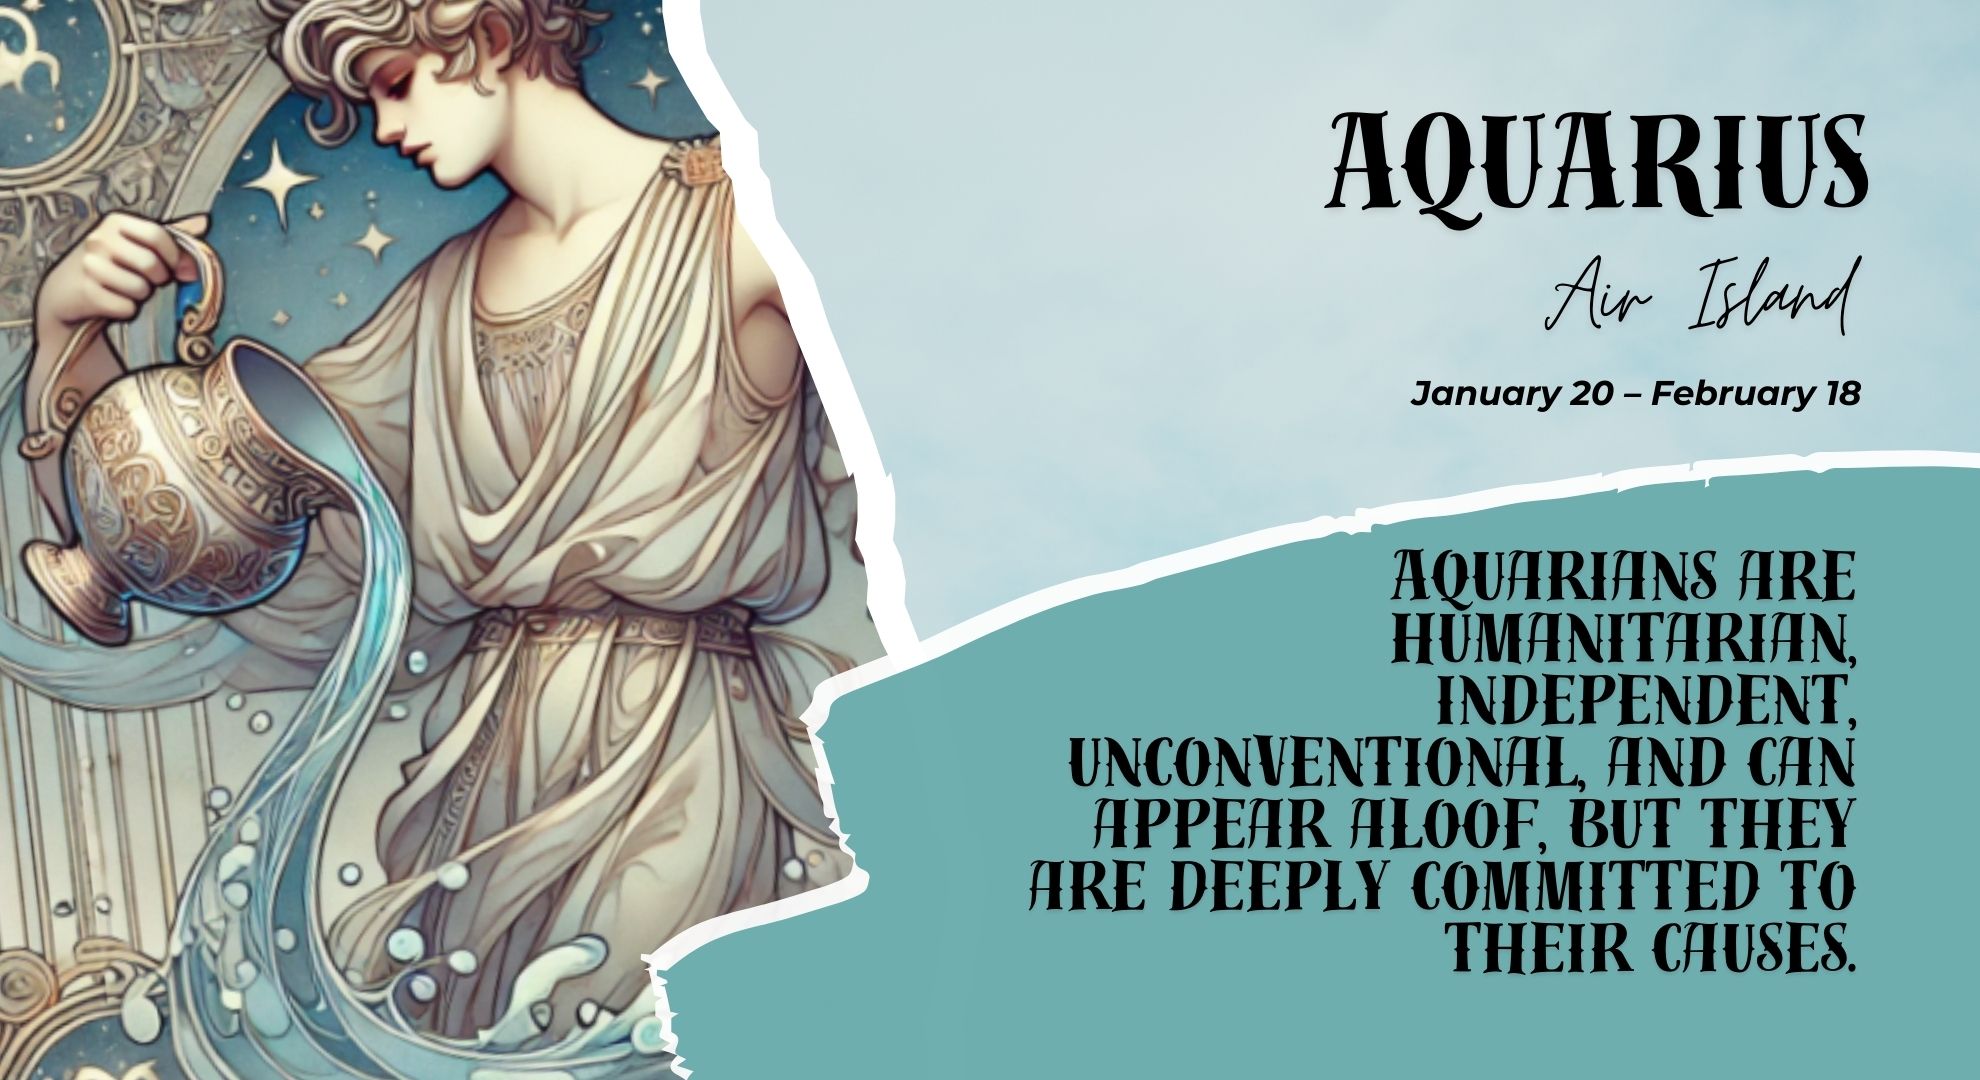 AQUARIUS
Air Island
January 20 – February 18
AQUARIANS ARE
HUMANITARIAN,
INDEPENDENT,
UNCONVENTIONAL, AND CAN
APPEAR ALOOF, BUT THEY
ARE DEEPLY COMMITTED TO
THEIR CAUSES.